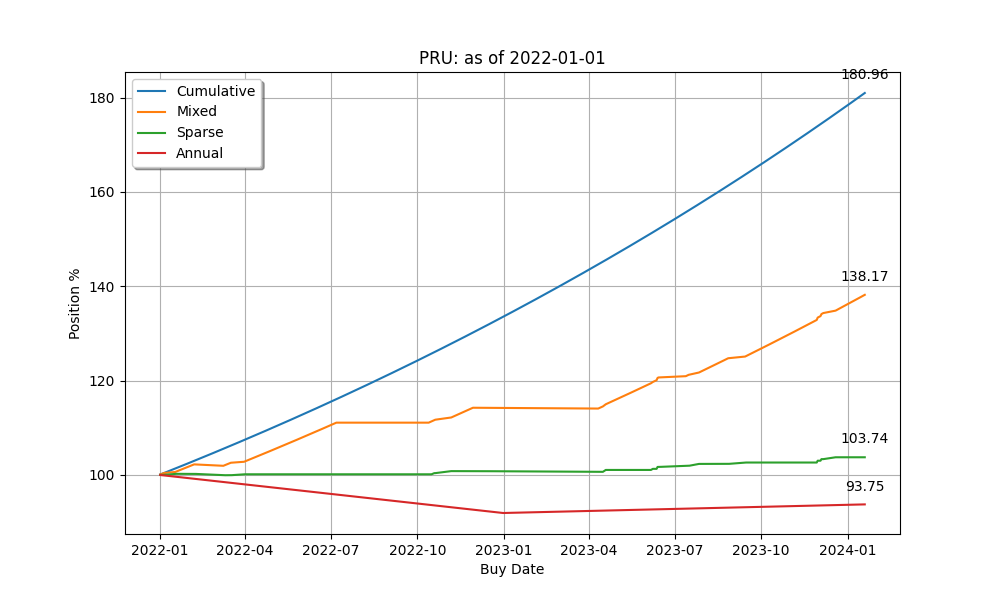 PRU: as of 2022-01-01
180.96
180
Cumulative
Mixed
Sparse
Annual
160
138.17
140
Position %
120
103.74
100
93.75
2022-01 2022-04 2022-07 2022-10 2023-01 2023-04 2023-07 2023-10 2024-01
Buy Date